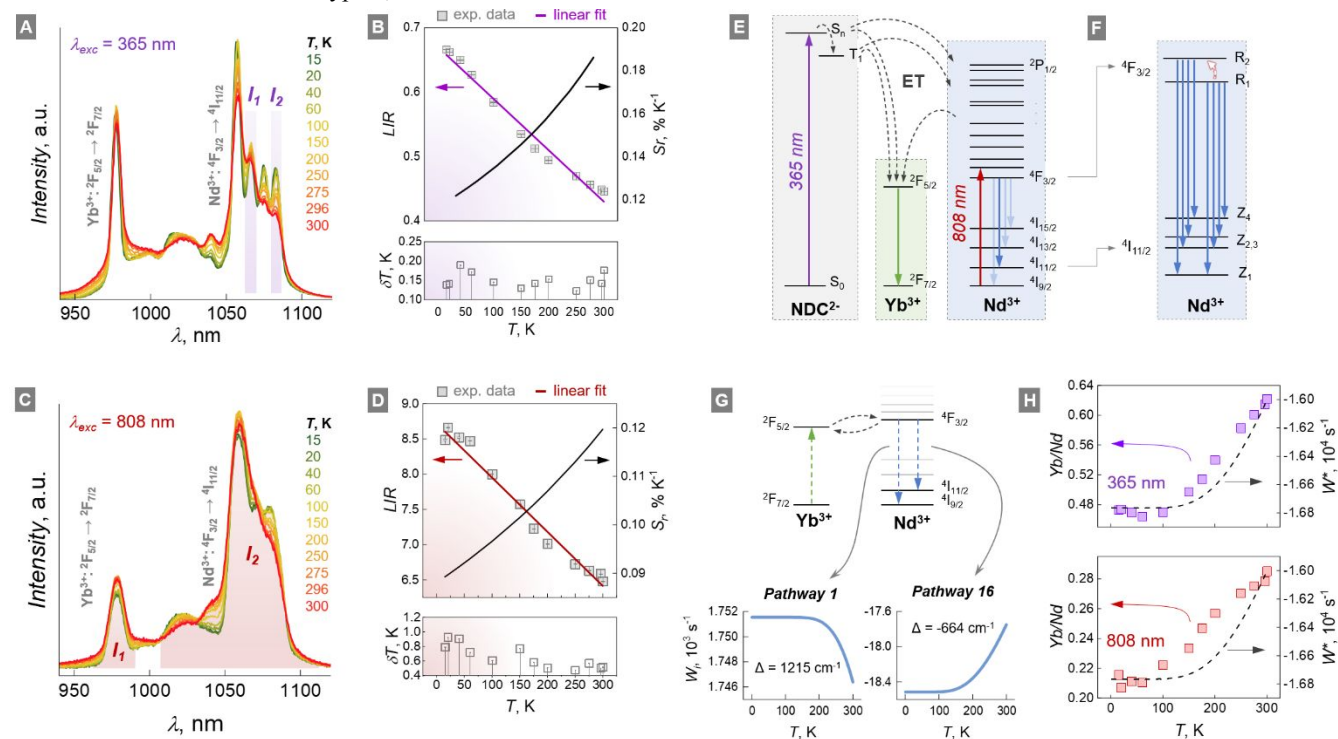 A
λexc = 365 nm
T, K
15
20
40
60
100
150
200
250
275
296
300
I1 I2
Yb3+: 2F5/2 → 2F7/2
Nd3+: 4F3/2 → 4I11/2
Intensity, a.u.
950 1000 1050 1100
λ, nm
B
exp. data linear fit
LIR
0.7
0.6
0.5
0.4
Sr, % K-1
0.20
0.19
0.18
0.15
0.14
0.12
δT, K
0.25
0.20
0.15
0.10
0 50 100 150 200 250 300
T, K
C
λexc = 808 nm
T, K
15
20
40
60
100
150
200
250
275
296
300
I1
I2
Yb3+: 2F5/2 → 2F7/2
Nd3+: 4F3/2 → 4I11/2
Intensity, a.u.
950 1000 1050 1100
λ, nm
D
exp. data linear fit
LIR
9.0
8.5
8.0
7.5
7.0
6.5
Sr, % K-1
0.12
0.11
0.10
0.09
δT, K
1.2
1.0
0.8
0.6
0.4
0 50 100 150 200 250 300
T, K
E
Sn
T1
ET
365 nm
S0
NDC2-
2F5/2
2F7/2
Yb3+
808 nm
2P1/2
4F3/2
4I15/2
4I13/2
4I11/2
4I9/2
Nd3+
F
4F3/2
R2
R1
4I11/2
Z4
Z2,3
Z1
Nd3+
G
2F5/2
2F7/2
Yb3+
4F3/2
4I11/2
4I9/2
Nd3+
Pathway 1
Δ = 1215 cm-1
Wr, 103 s-1
1.752
1.750
1.748
1.746
0 100 200 300
T, K
Pathway 16
Δ = -664 cm-1
-17.6
-18.0
-18.4
0 100 200 300
T, K
H
Yb/Nd
0.64
0.60
0.56
0.52
0.48
365 nm
W*, 104 s-1
-1.60
-1.62
-1.64
-1.66
-1.68
Yb/Nd
0.28
0.26
0.24
0.22
0.20
808 nm
W*, 104 s-1
-1.60
-1.62
-1.64
-1.66
-1.68
0 100 200 300
T, K